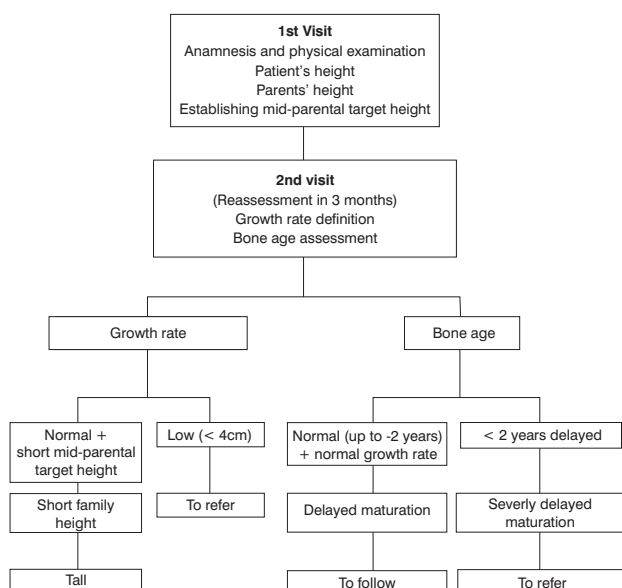 1st Visit
Anamnesis and physical examination
Patient's height
Parents' height
Establishing mid-parental target height
2nd visit
(Reassessment in 3 months)
Growth rate definition
Bone age assessment
Growth rate
Bone age
Normal +
short mid-parental
target height
Low (< 4cm)
Normal (up to -2 years)
+ normal growth rate
< 2 years delayed
Short family
height
To refer
Delayed maturation
Severly delayed
maturation
Tall
To follow
To refer